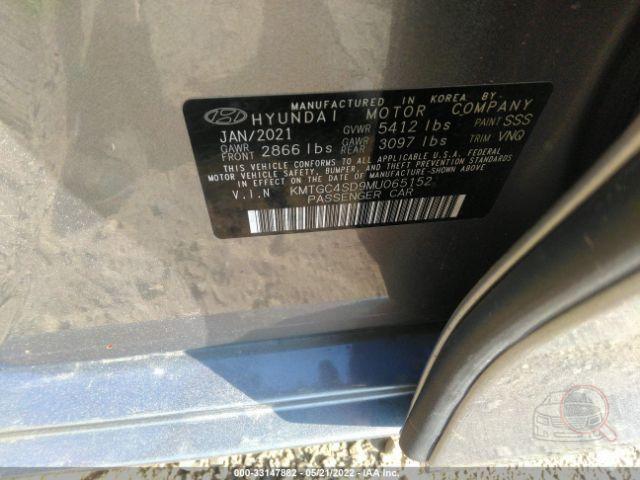 MANUFACTURED IN KOREA BY-
HYUNDAI MOTOR COMPANY
JAN/2021 GVWR 5412 lbs PAINT SSS
GAWR FRONT 2866 lbs GAWR REAR 3097 lbs TRIM VNQ
THIS VEHICLE CONFORMS TO ALL APPLICABLE U.S.A. FEDERAL
MOTOR VEHICLE SAFETY, BUMPER, AND THEFT PREVENTION STANDARDS
IN EFFECT ON THE DATE OF MANUFACTURE SHOWN ABOVE.
V.I.N KMTGC4SD9MU065152
PASSENGER CAR
000-33147882 - 05/21/2022 - IAA Inc.